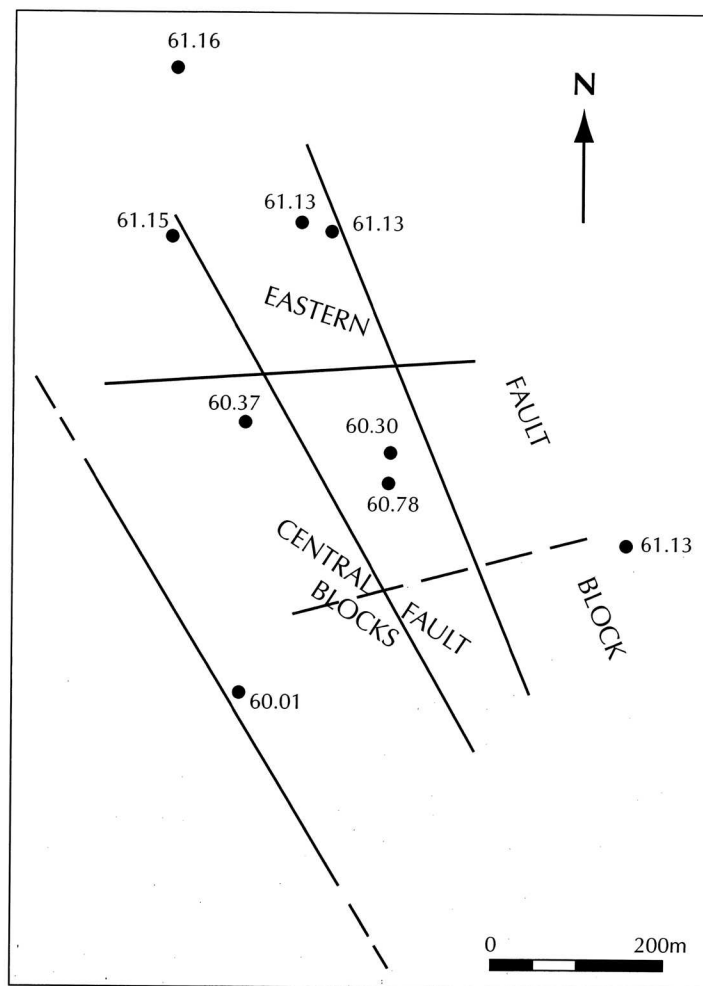 61.16
N
61.15
61.13
61.13
EASTERN
FAULT
BLOCK
60.37
60.30
60.78
61.13
CENTRAL FAULT
BLOCKS
60.01
0 200m